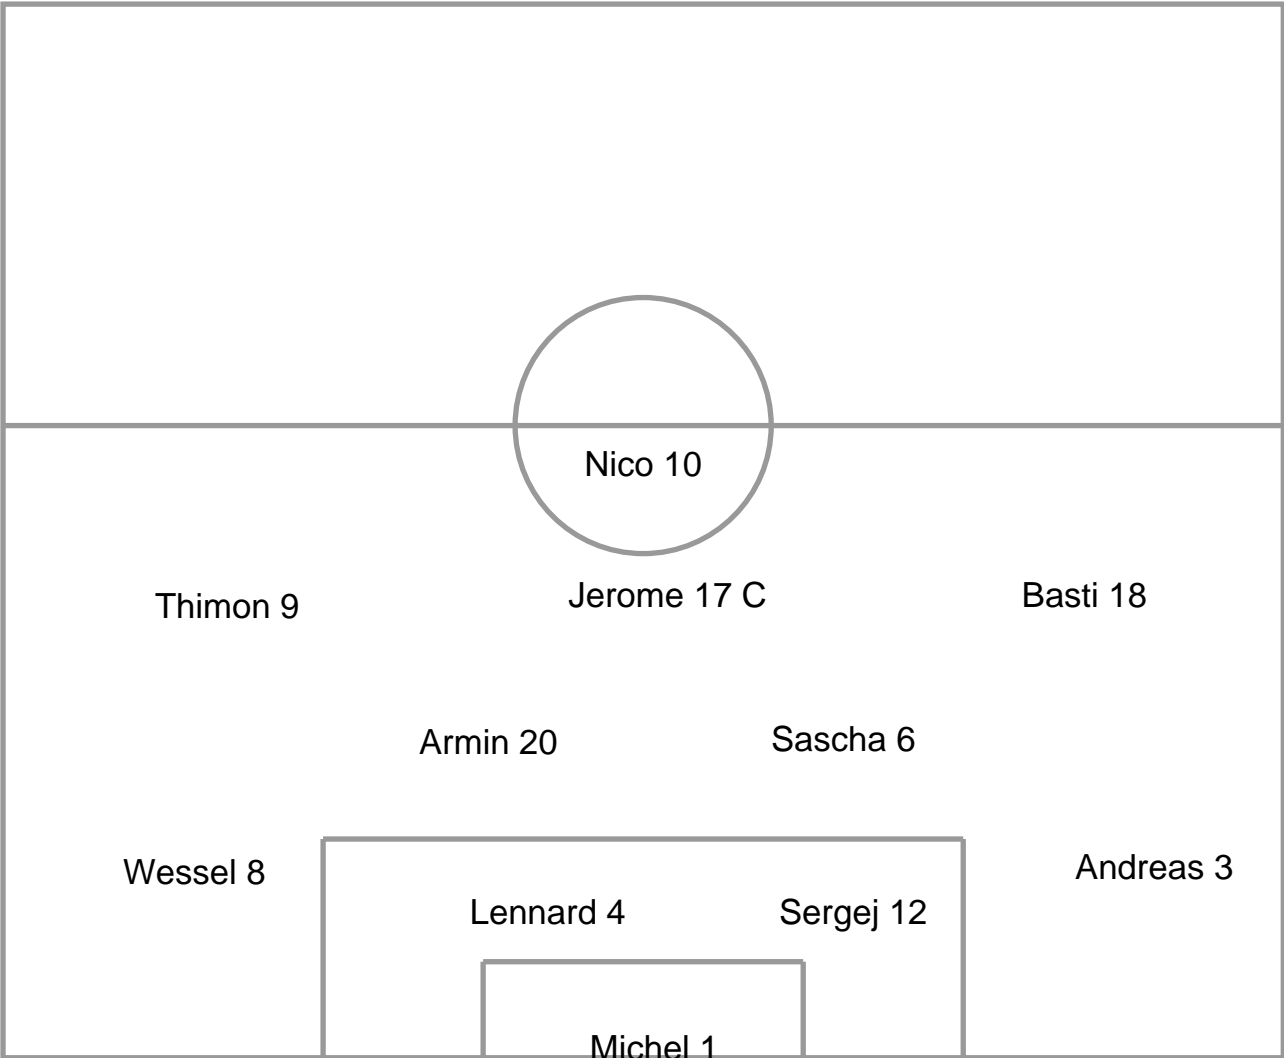 Nico 10
Thimon 9
Jerome 17 C
Basti 18
Armin 20
Sascha 6
Wessel 8
Andreas 3
Lennard 4
Sergej 12
Michel 1